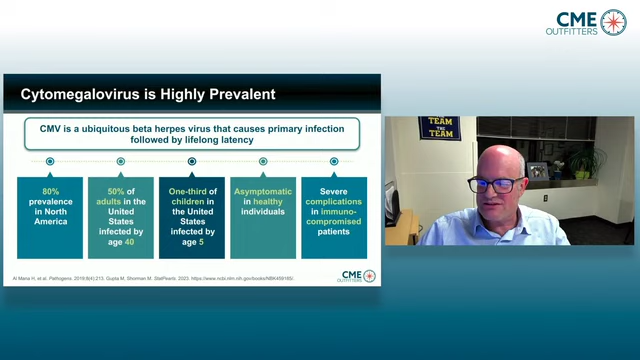 CME
OUTFITTERS
Cytomegalovirus is Highly Prevalent
CMV is a ubiquitous beta herpes virus that causes primary infection
followed by lifelong latency
80%
prevalence
in North
America
50% of
adults in the
United States
infected by
age 40
One-third of
children in
the United
States
infected by
age 5
Asymptomatic
in healthy
individuals
Severe
complications
in immuno-
compromised
patients
Al Mana H, et al. Pathogens. 2019;8(4):213. Gupta M, Shorman M. StatPearls. 2023. https://www.ncbi.nlm.nih.gov/books/NBK459185/.
CME
OUTFITTERS
TEAM
THE
TEAM